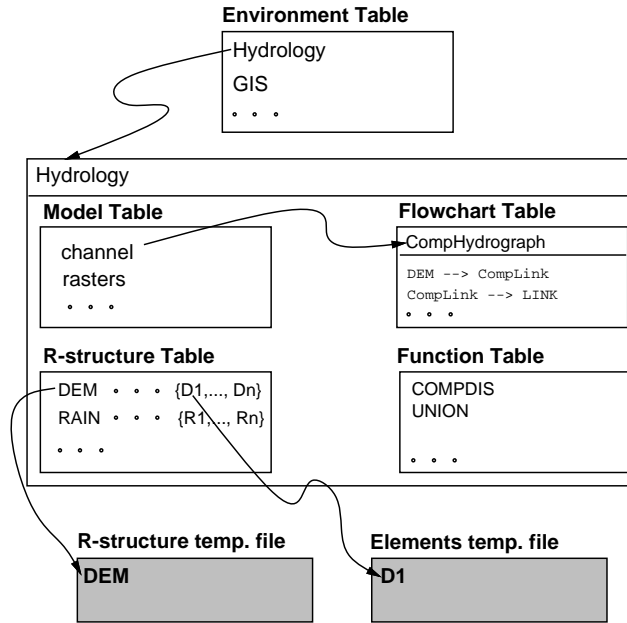 Environment Table
Hydrology
GIS
∘ ∘ ∘
Hydrology
Model Table
channel
rasters
∘ ∘ ∘
Flowchart Table
CompHydrograph
DEM --> CompLink
CompLink --> LINK
∘ ∘ ∘
R-structure Table
DEM ∘ ∘ ∘ {D1,..., Dn}
RAIN ∘ ∘ ∘ {R1,..., Rn}
∘ ∘ ∘
Function Table
COMPDIS
UNION
∘ ∘ ∘
R-structure temp. file
DEM
Elements temp. file
D1